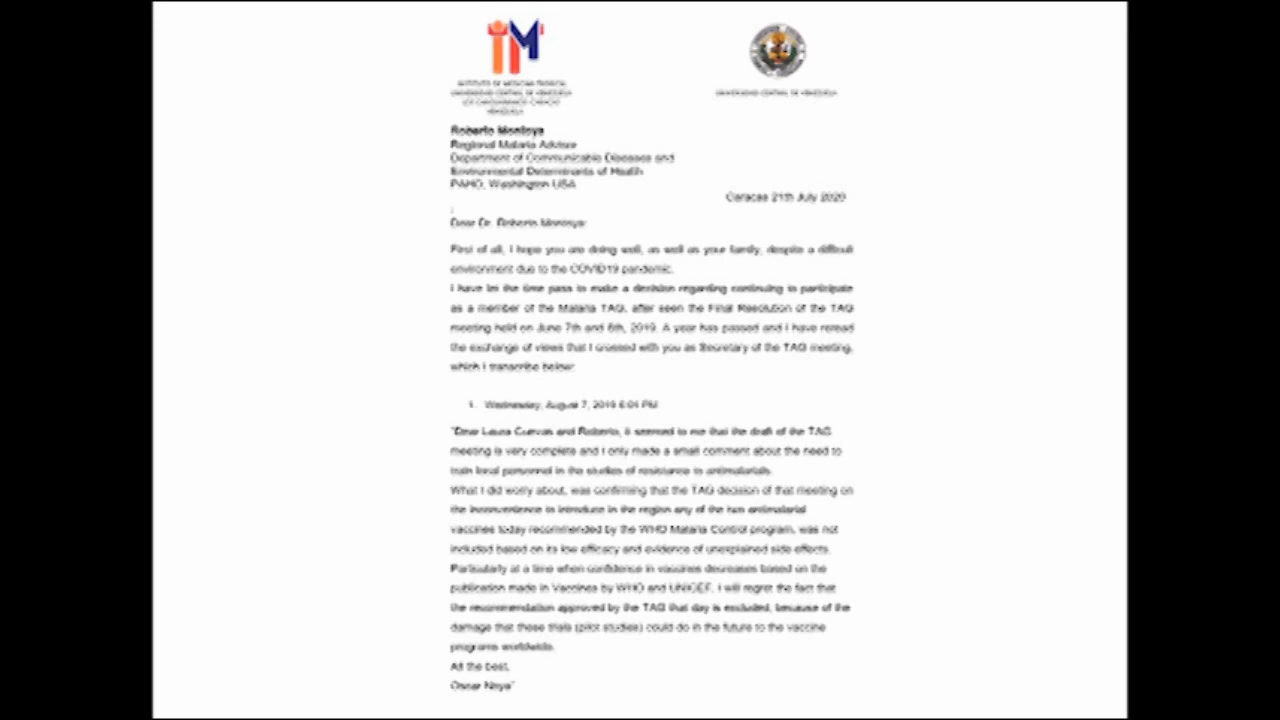 INSTITUTO DE MEDICINA TROPICAL
UNIVERSIDAD CENTRAL DE VENEZUELA
VENEZUELA
UNIVERSIDAD CENTRAL DE VENEZUELA
Roberto Montoya
Regional Malaria Advisor
Department of Communicable Diseases and
Environmental Determinants of Health
PAHO, Washington USA
Caracas 21th July 2020
Dear Dr. Roberto Montoya:
First of all, I hope you are doing well, as well as your family, despite a difficult
environment due to the COVID19 pandemic.
I have let the time pass to make a decision regarding continuing to participate
as a member of the Malaria TAG, after seen the Final Resolution of the TAG
meeting held on June 7th and 8th, 2019. A year has passed and I have reread
the exchange of views that I crossed with you as Secretary of the TAG meeting,
which I transcribe below:
1. Wednesday, August 7, 2019 6:01 PM
"Dear Laura Cuevas and Roberto, it seemed to me that the draft of the TAG
meeting is very complete and I only made a small comment about the need to
train local personnel in the studies of resistance to antimalarials.
What I did worry about, was confirming that the TAG decision of that meeting on
the inconvenience to introduce in the region any of the two antimalarial
vaccines today recommended by the WHO Malaria Control program, was not
included based on its low efficacy and evidence of unexplained side effects.
Particularly at a time when confidence in vaccines decreases based on the
publication made in Vaccines by WHO and UNICEF. I will regret the fact that
the recommendation approved by the TAG that day is excluded, because of the
damage that these trials (pilot studies) could do in the future to the vaccine
programs worldwide.
All the best,
Oscar Noya"